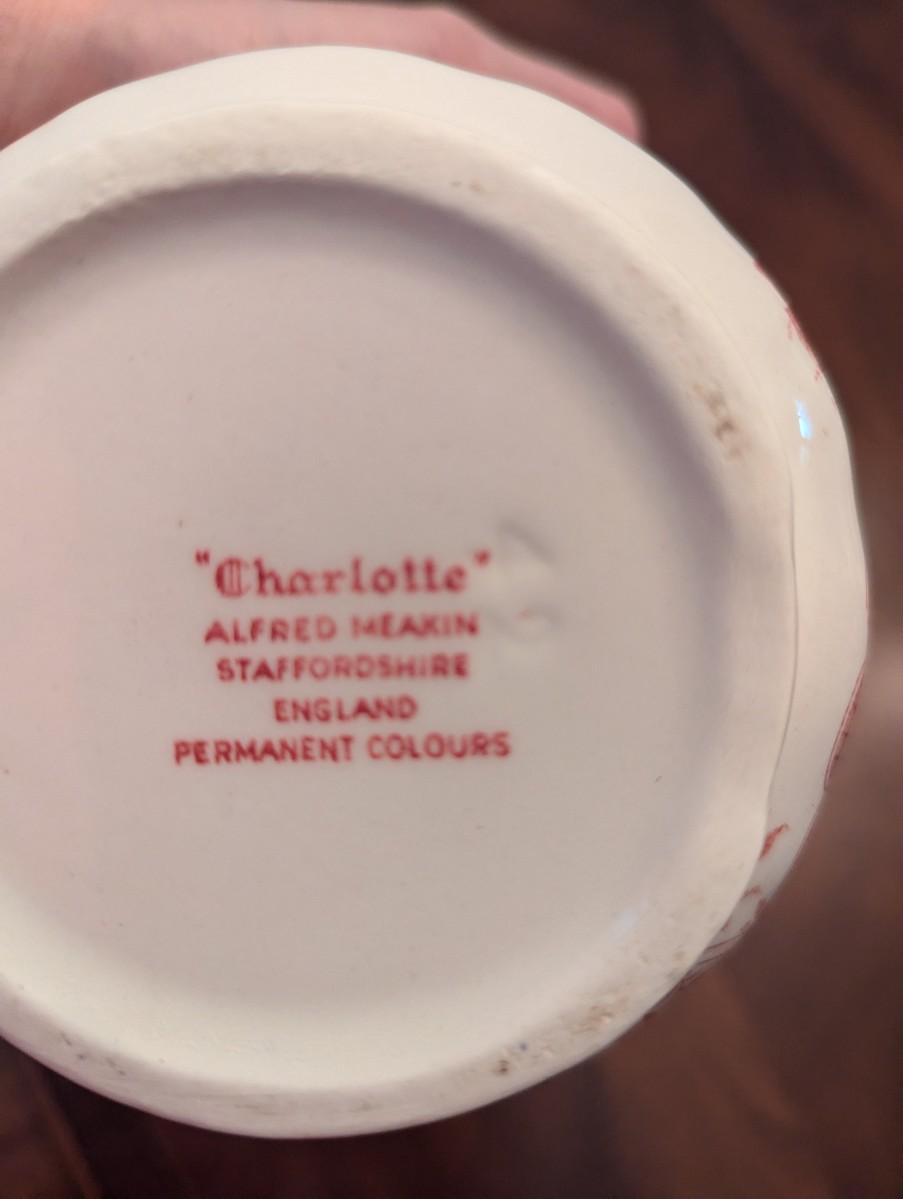 "Charlotte"
ALFRED MEAKIN
STAFFORDSHIRE
ENGLAND
PERMANENT COLOURS